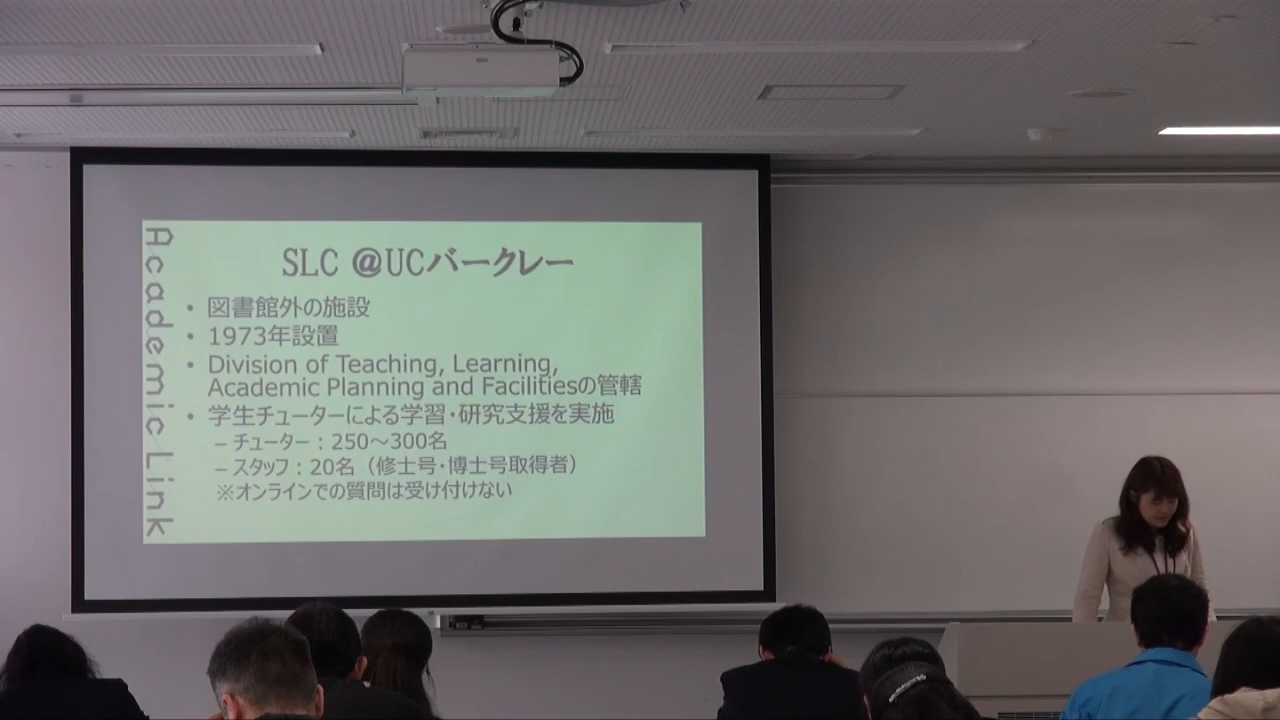 Academic Link
SLC @UCバークレー
• 図書館外の施設
• 1973年設置
• Division of Teaching, Learning,
Academic Planning and Facilitiesの管轄
• 学生チューターによる学習・研究支援を実施
– チューター：250～300名
– スタッフ：20名（修士号・博士号取得者）
※オンラインでの質問は受け付けない